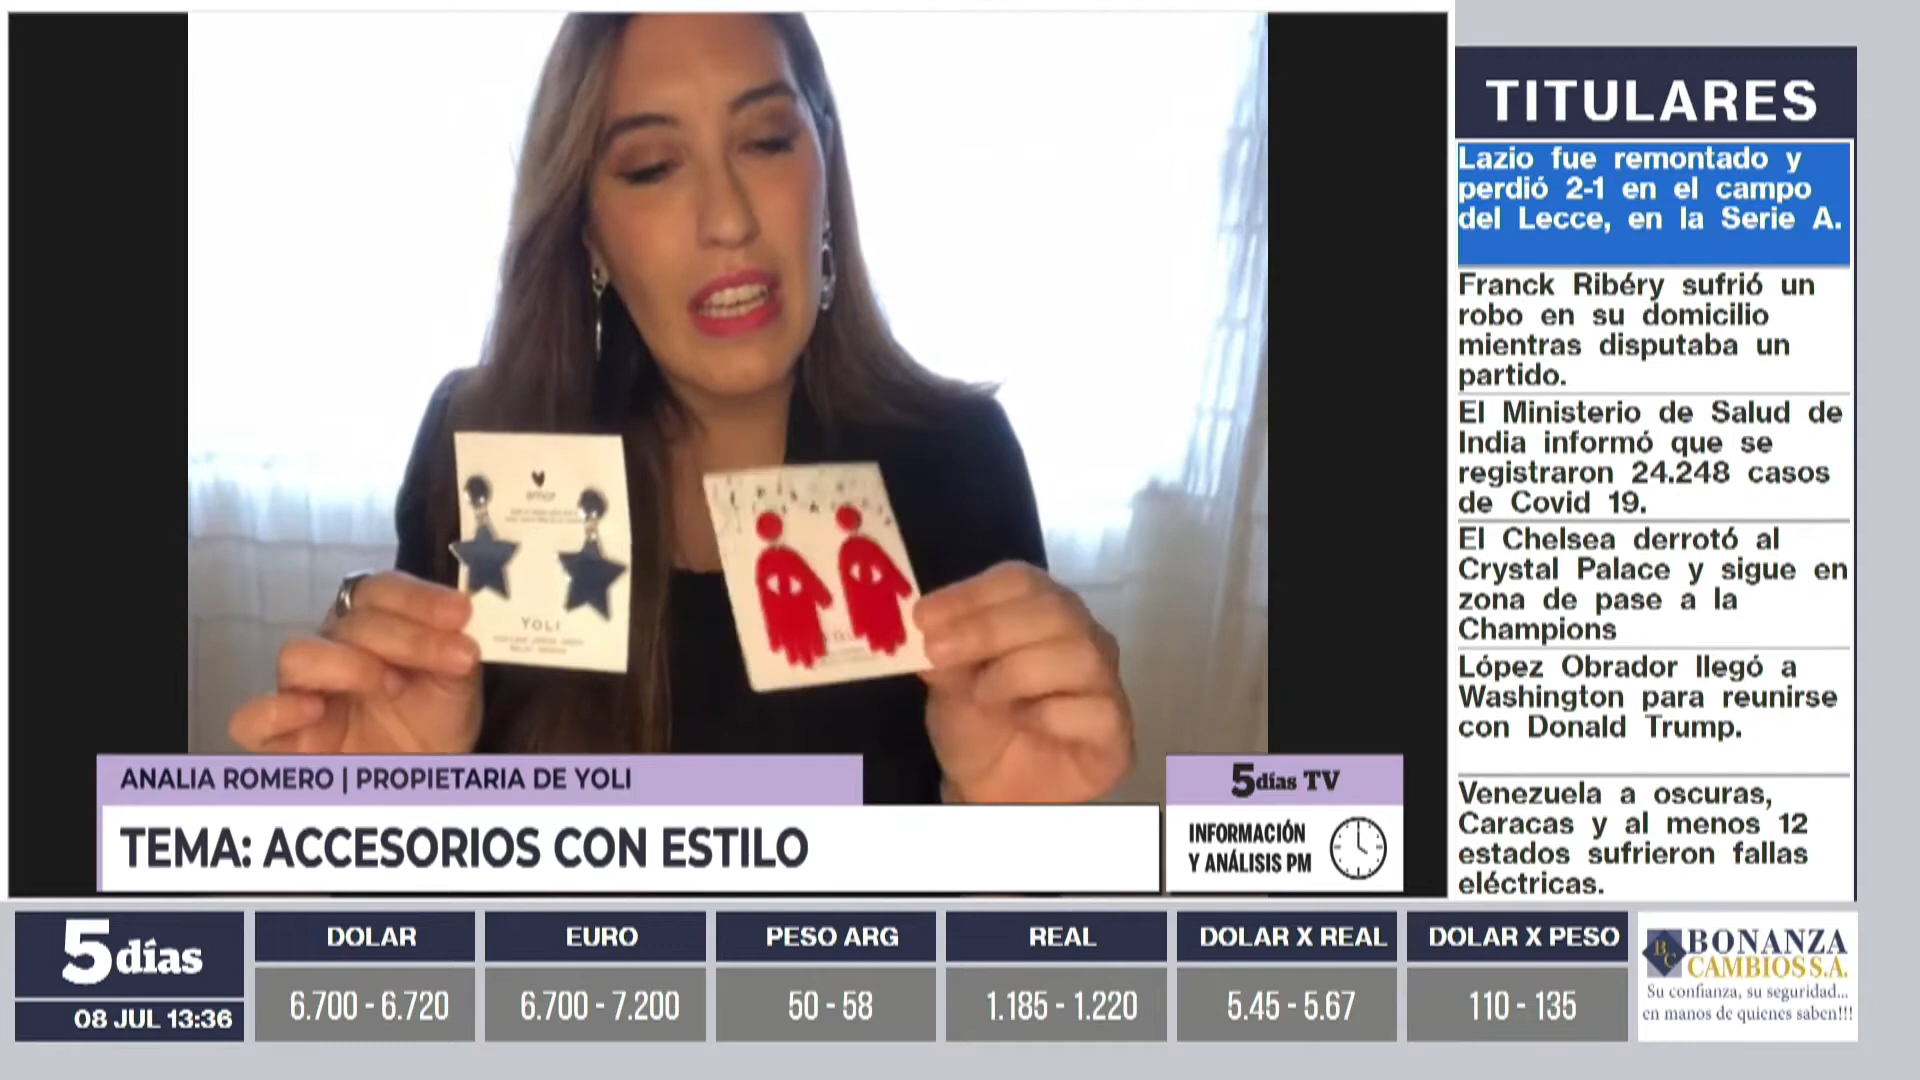 amor
YOLI
ANALIA ROMERO | PROPIETARIA DE YOLI
TEMA: ACCESORIOS CON ESTILO
5días TV
INFORMACIÓN
Y ANÁLISIS PM
TITULARES
Lazio fue remontado y
perdió 2-1 en el campo
del Lecce, en la Serie A.
Franck Ribéry sufrió un
robo en su domicilio
mientras disputaba un
partido.
El Ministerio de Salud de
India informó que se
registraron 24.248 casos
de Covid 19.
El Chelsea derrotó al
Crystal Palace y sigue en
zona de pase a la
Champions
López Obrador llegó a
Washington para reunirse
con Donald Trump.
Venezuela a oscuras,
Caracas y al menos 12
estados sufrieron fallas
eléctricas.
5días
08 JUL 13:36
DOLAR
6.700 - 6.720
EURO
6.700 - 7.200
PESO ARG
50 - 58
REAL
1.185 - 1.220
DOLAR X REAL
5.45 - 5.67
DOLAR X PESO
110 - 135
BC
BONANZA
CAMBIOS S.A.
Su confianza, su seguridad...
en manos de quienes saben!!!